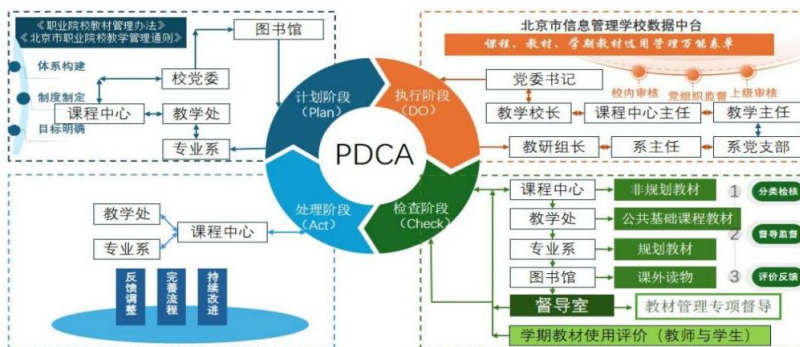 《职业院校教材管理办法》
《北京市职业院校教学管理通则》
图书馆
体系构建
校党委
制度制定
课程中心
教学处
目标明确
专业系
计划阶段
（Plan）
北京市信息管理学校数据中台
课程、教材、学期教材选用管理万能表单
党委书记
校内审核
党组织监督
上级审核
教学校长
课程中心主任
教学主任
教研组长
系主任
系党支部
执行阶段
（DO）
PDCA
处理阶段
（Act）
检查阶段
（Check）
教学处
课程中心
专业系
反馈调整
完善流程
持续改进
课程中心
非规划教材
1
分类检核
教学处
公共基础课程教材
2
督导监督
专业系
规划教材
图书馆
课外读物
3
评价反馈
督导室
教材管理专项督导
学期教材使用评价（教师与学生）